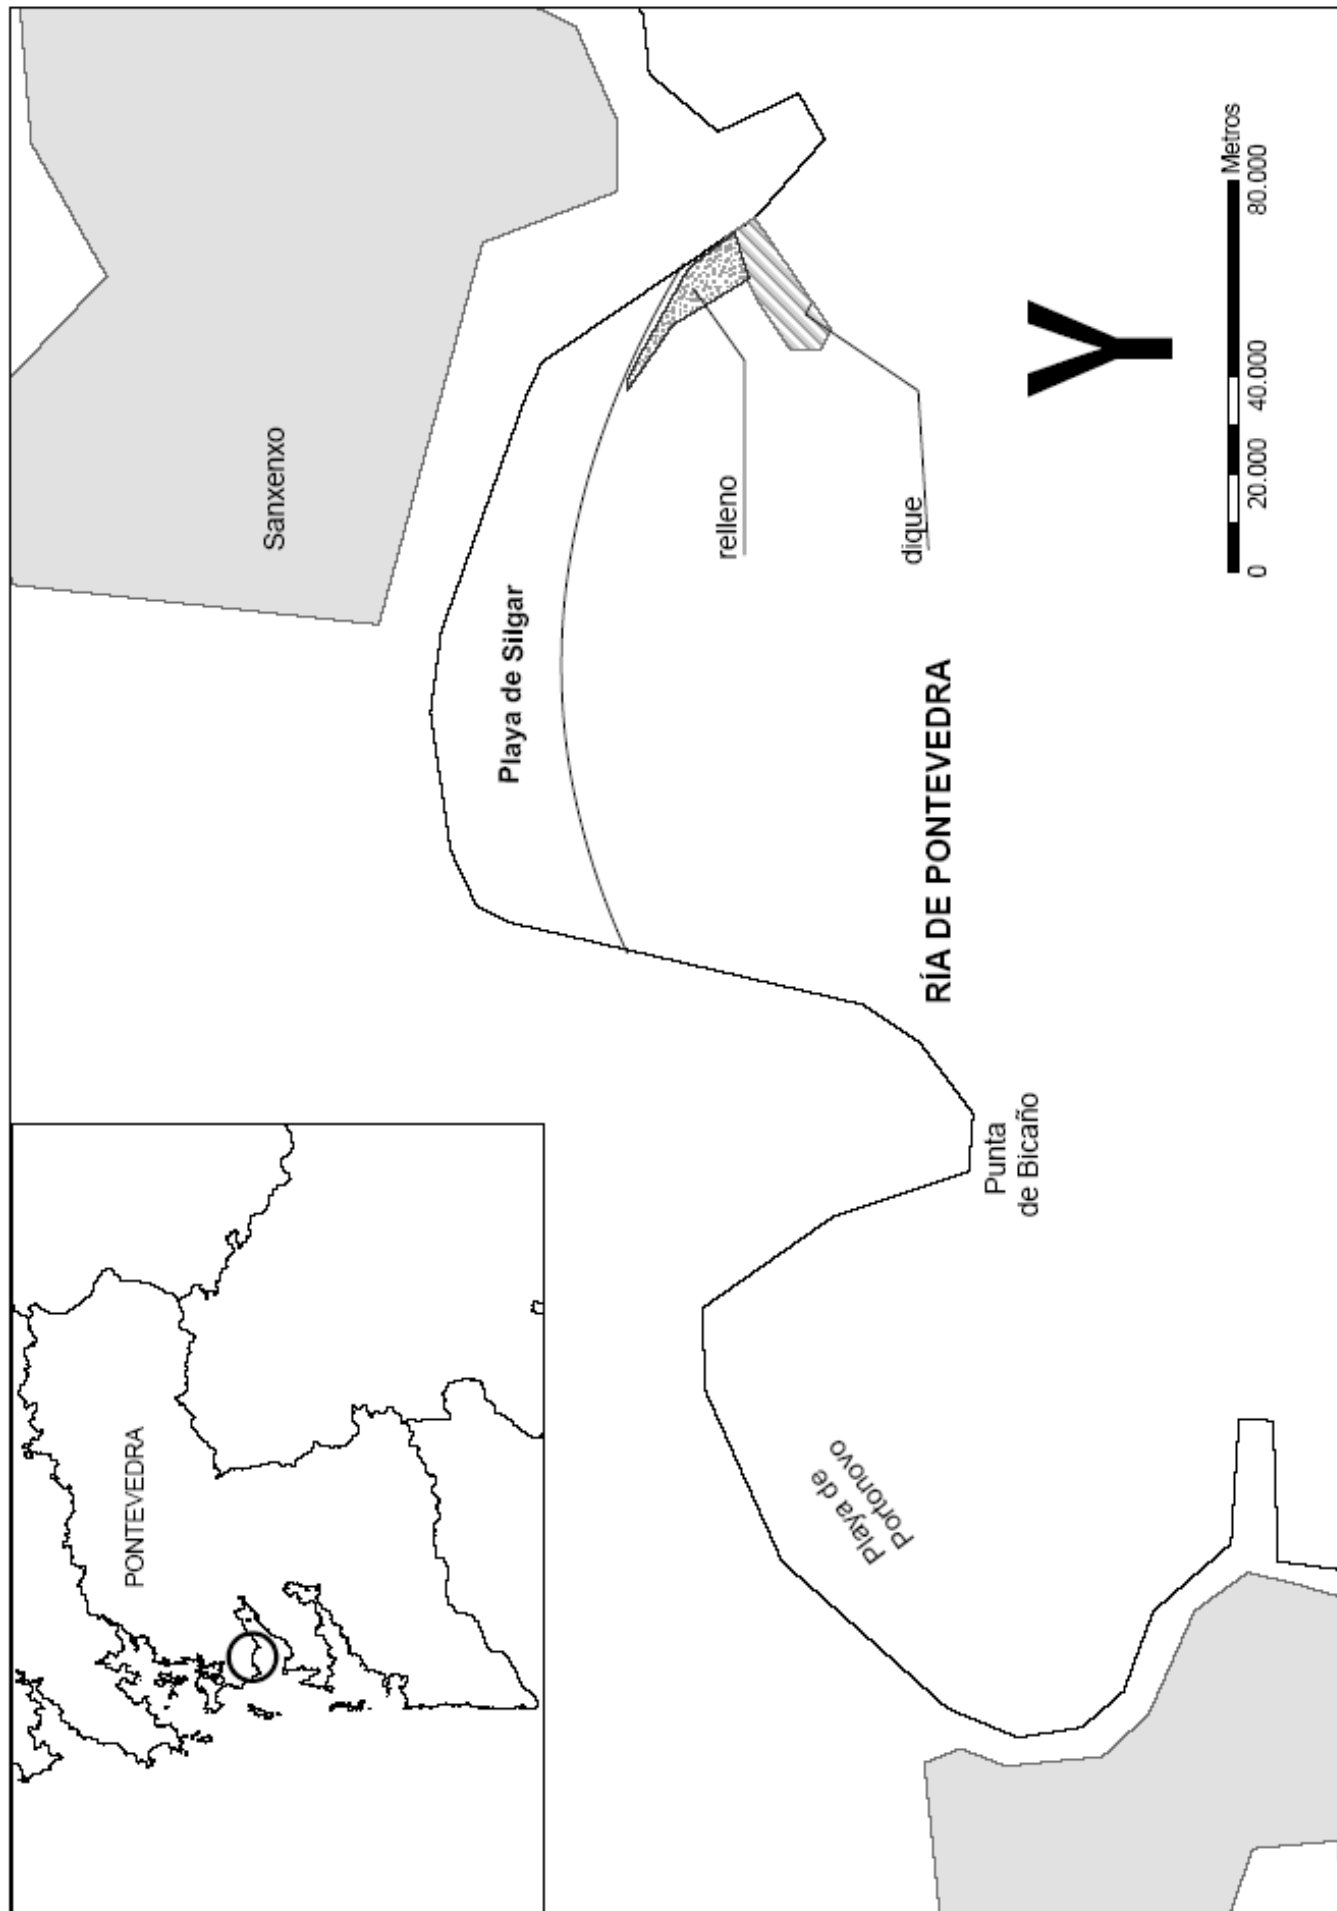 PONTEVEDRA
Sanxenxo
Playa de Silgar
relleno
dique
RÍA DE PONTEVEDRA
Punta
de Bicaño
Playa de
Portonovo
Metros
0 20.000 40.000 80.000